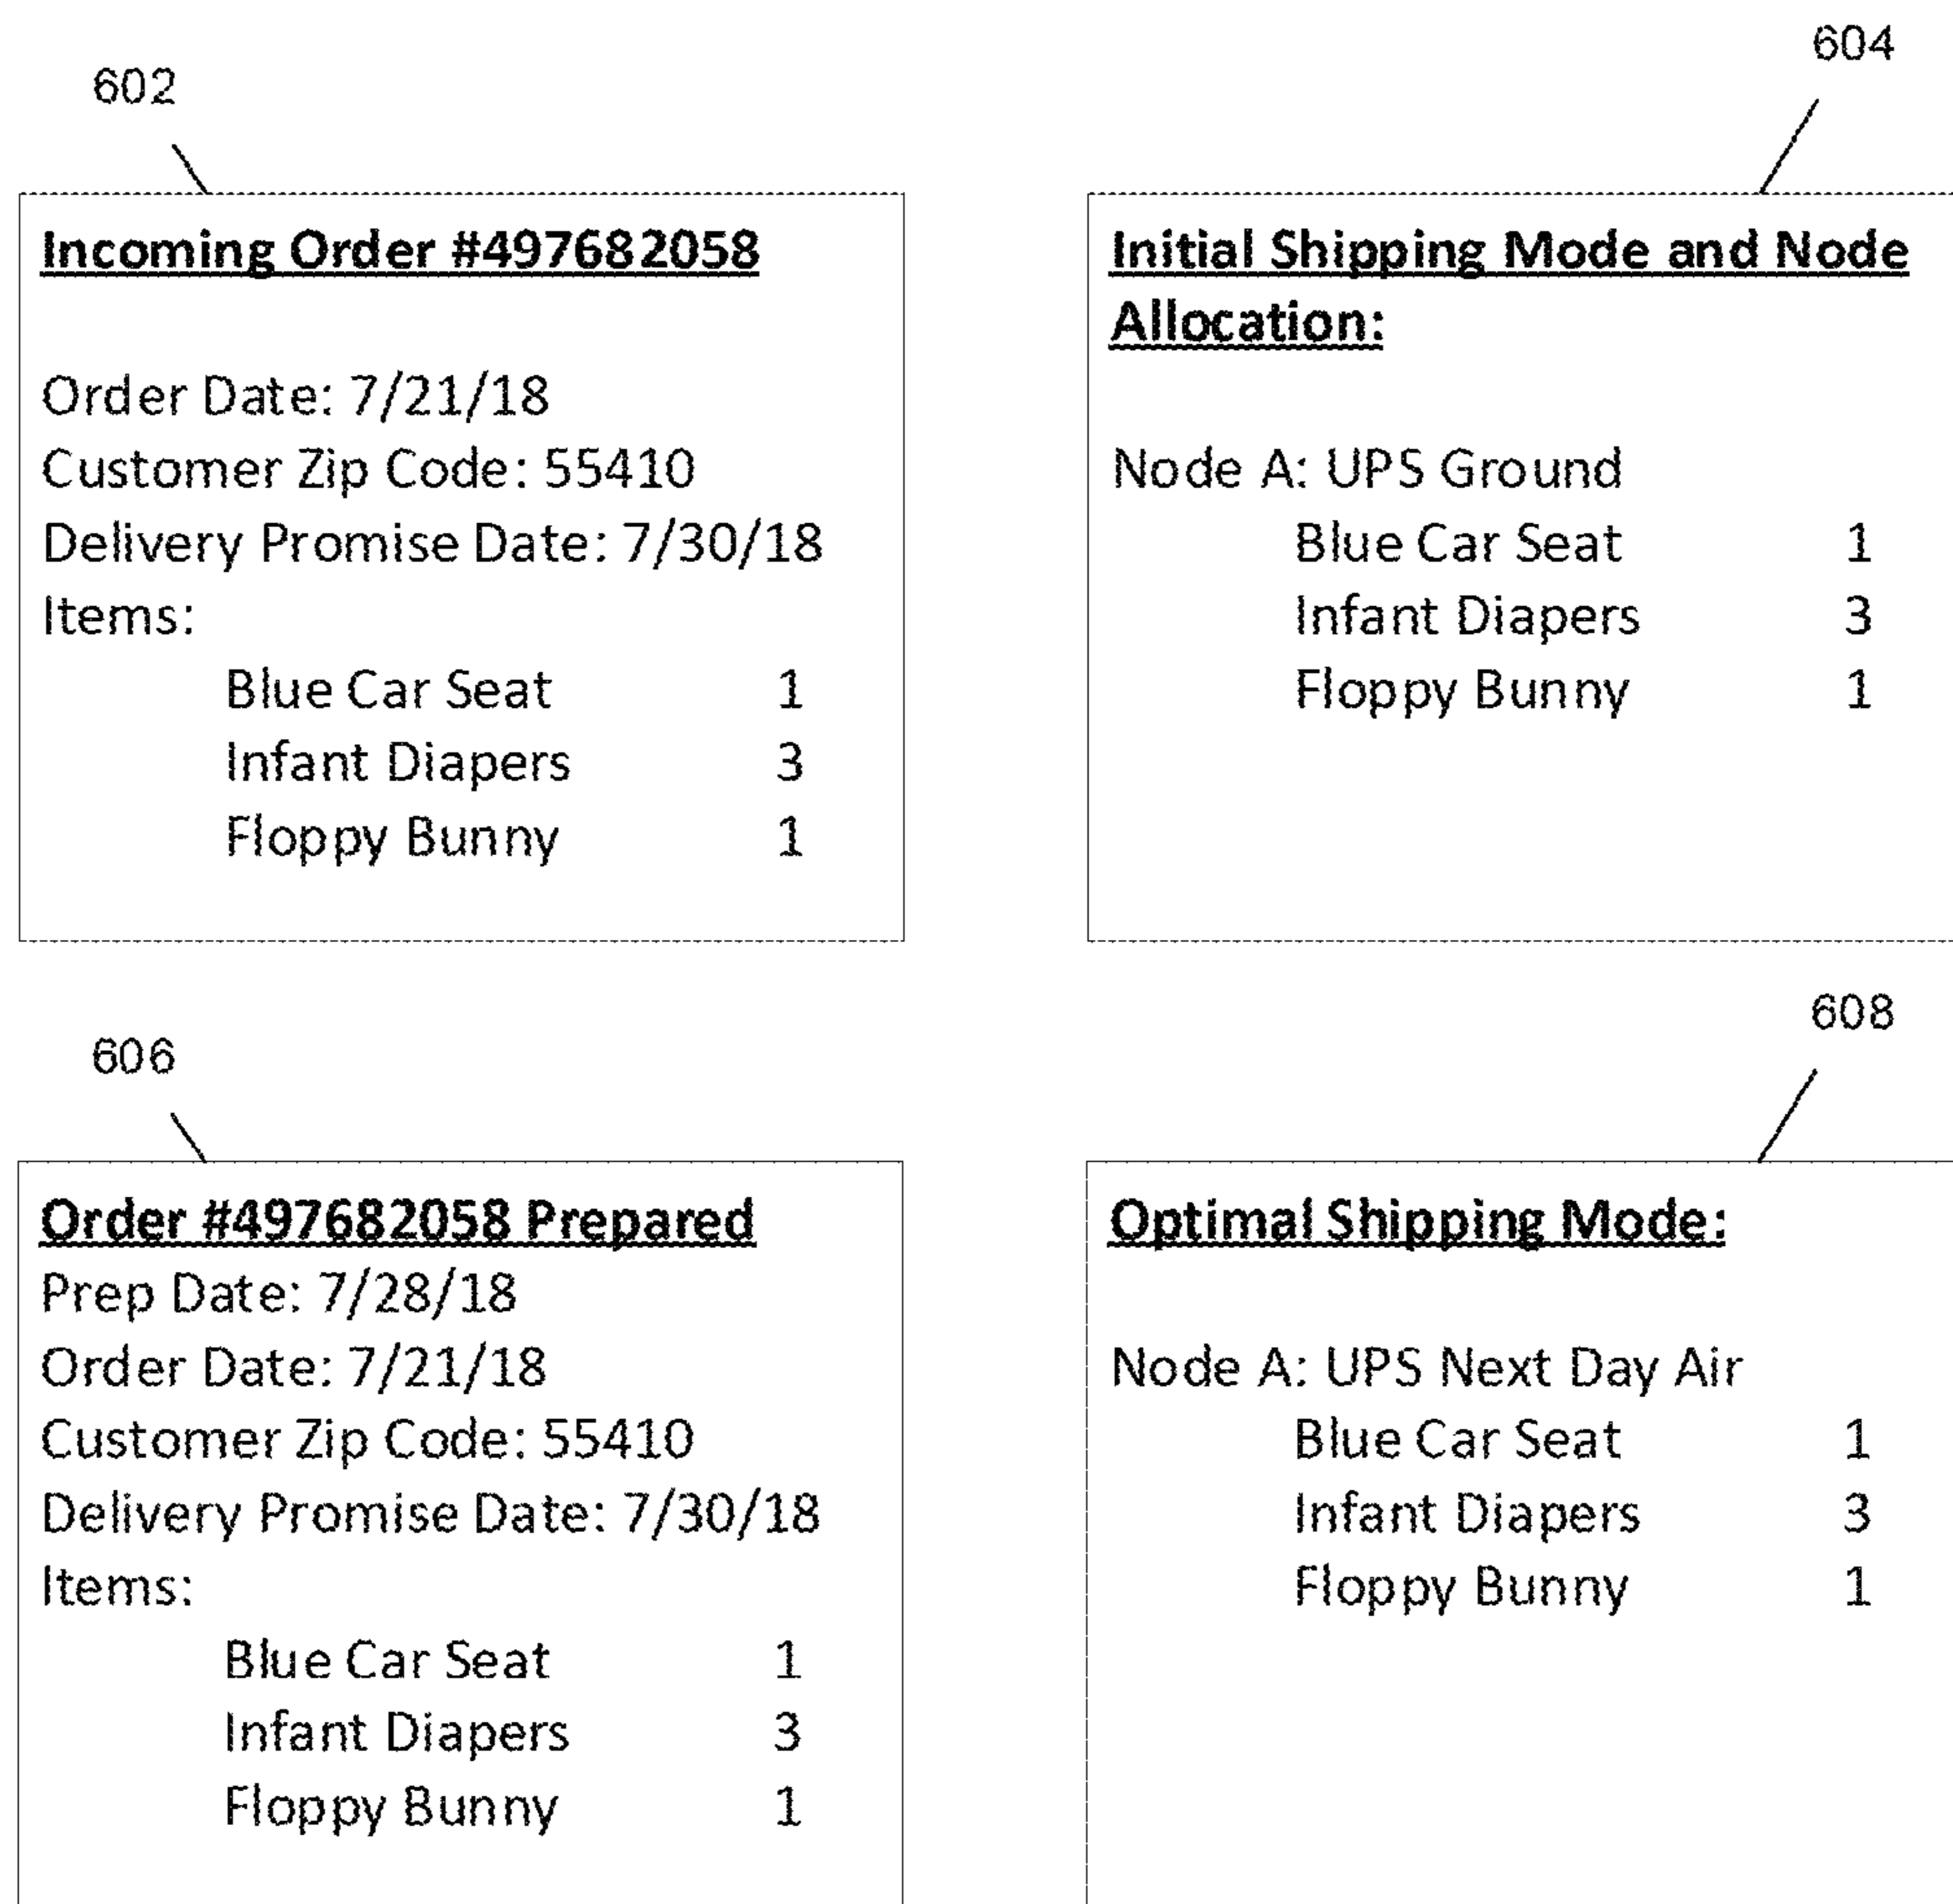 602
Incoming Order #497682058
Order Date: 7/21/18
Customer Zip Code: 55410
Delivery Promise Date: 7/30/18
Items:
Blue Car Seat 1
Infant Diapers 3
Floppy Bunny 1
604
Initial Shipping Mode and Node
Allocation:
Node A: UPS Ground
Blue Car Seat 1
Infant Diapers 3
Floppy Bunny 1
606
Order #497682058 Prepared
Prep Date: 7/28/18
Order Date: 7/21/18
Customer Zip Code: 55410
Delivery Promise Date: 7/30/18
Items:
Blue Car Seat 1
Infant Diapers 3
Floppy Bunny 1
608
Optimal Shipping Mode:
Node A: UPS Next Day Air
Blue Car Seat 1
Infant Diapers 3
Floppy Bunny 1